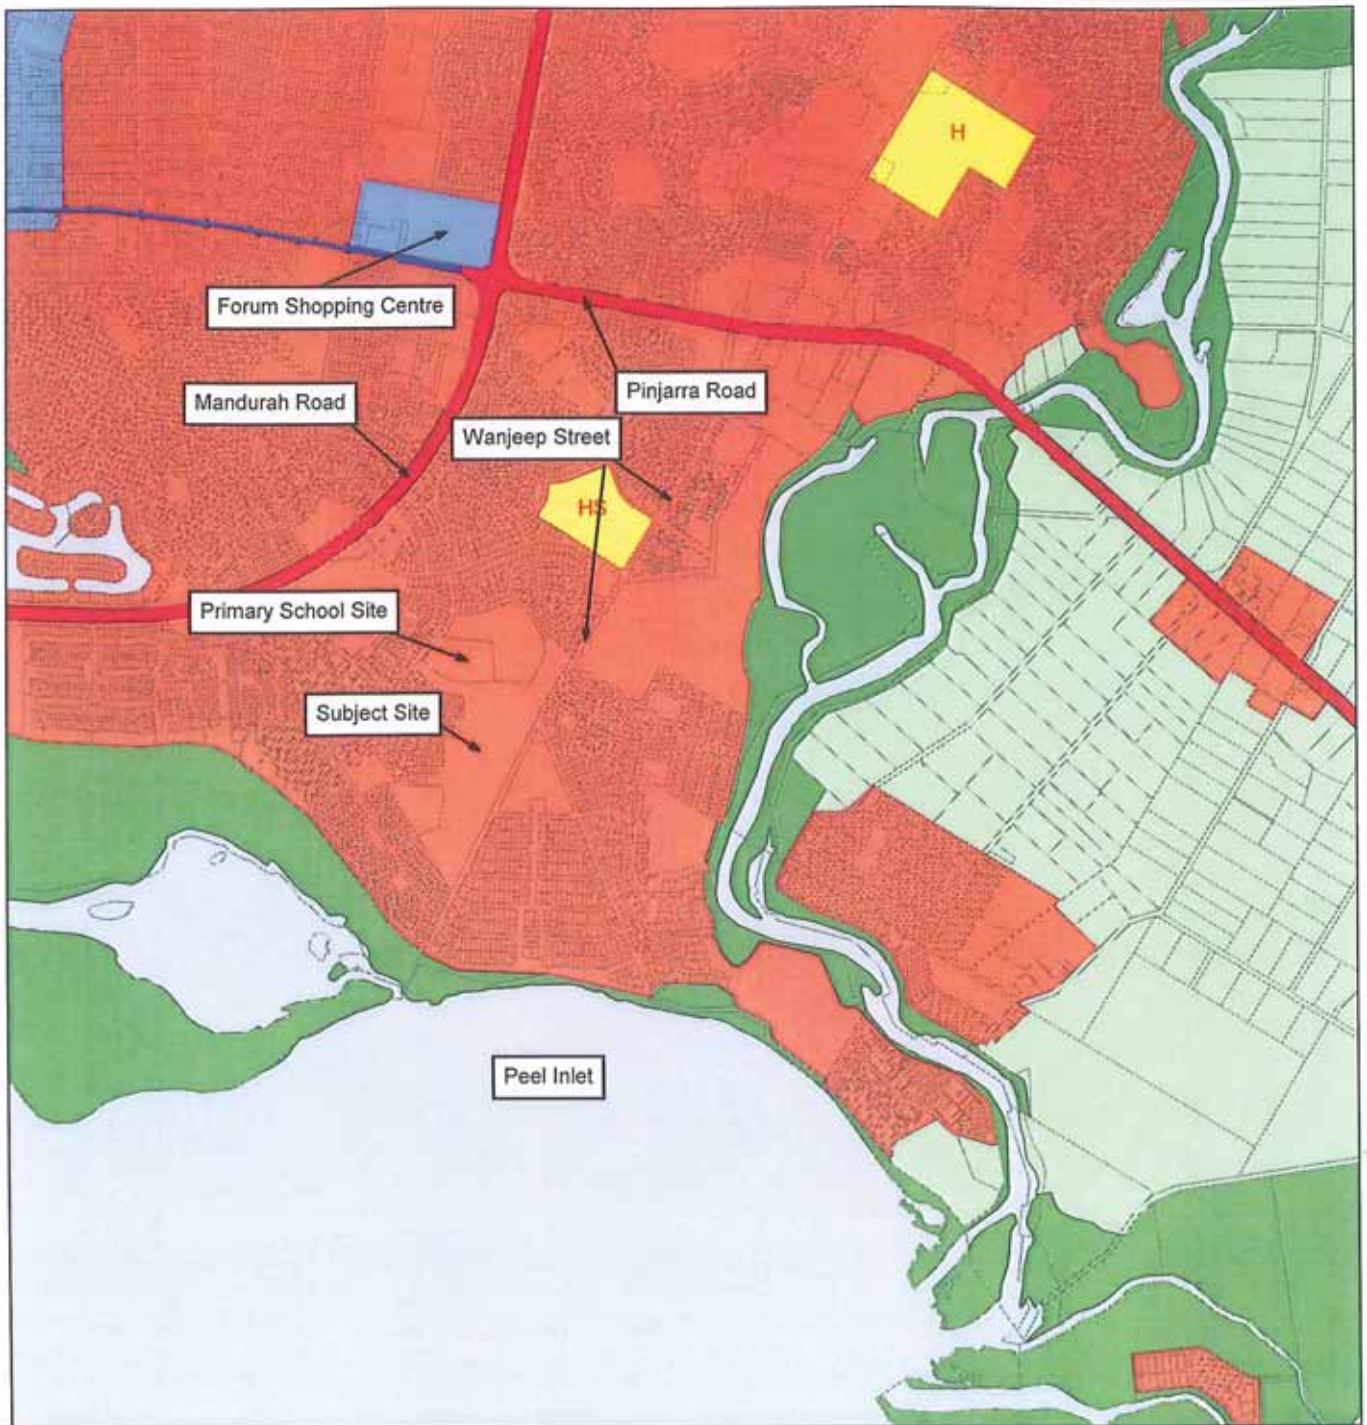 H
Forum Shopping Centre
Mandurah Road
Pinjarra Road
Wanjeep Street
HS
Primary School Site
Subject Site
Peel Inlet